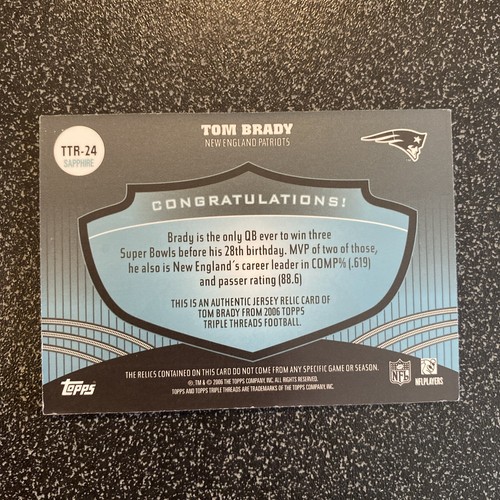 TOM BRADY
NEW ENGLAND PATRIOTS
TTR-24
SAPPHIRE
CONGRATULATIONS!
Brady is the only QB ever to win three
Super Bowls before his 28th birthday. MVP of two of those,
he also is New England's career leader in COMP% (.619)
and passer rating (88.6)
THIS IS AN AUTHENTIC JERSEY RELIC CARD OF
TOM BRADY FROM 2006 TOPPS
TRIPLE THREADS FOOTBALL.
THE RELICS CONTAINED ON THIS CARD DO NOT COME FROM ANY SPECIFIC GAME OR SEASON.
®, TM & © 2006 THE TOPPS COMPANY, INC. ALL RIGHTS RESERVED.
TOPPS AND TOPPS TRIPLE THREADS ARE TRADEMARKS OF THE TOPPS COMPANY, INC.
Topps
NFL
NFLPLAYERS